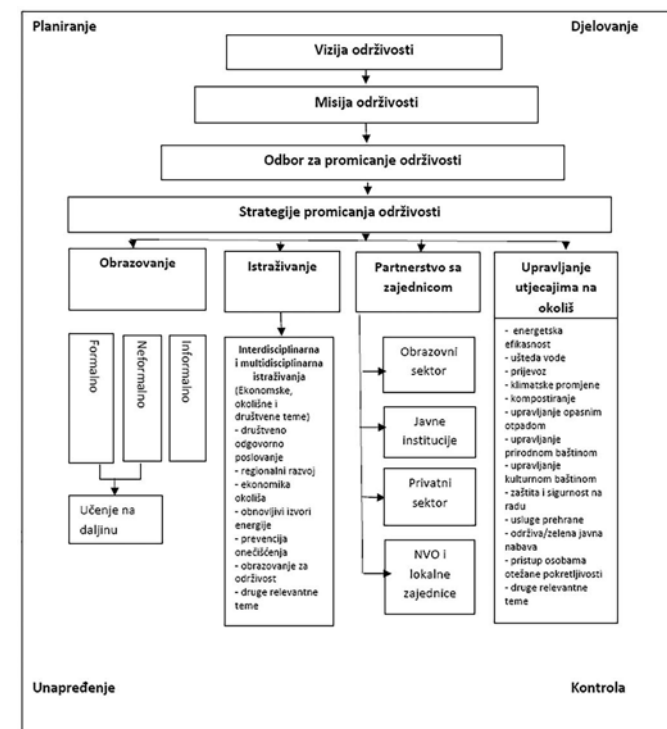 Planiranje
Djelovanje
Vizija održivosti
Misija održivosti
Odbor za promicanje održivosti
Strategije promicanja održivosti
Obrazovanje
Formalno
Neformalno
Informalno
Učenje na
daljinu
Istraživanje
Interdisciplinarna
i multidisciplinarna
istraživanja
(Ekonomske,
okolišne i
društvene teme)
- društveno
odgovorno
poslovanje
- regionalni razvoj
- ekonomika
okoliša
- obnovljivi izvori
energije
- prevencija
onečišćenja
- obrazovanje za
održivost
- druge relevantne
teme
Partnerstvo sa
zajednicom
Obrazovni
sektor
Javne
institucije
Privatni
sektor
NVO i
lokalne
zajednice
Upravljanje
utjecajima na
okoliš
- energetska
efikasnost
- ušteda vode
- prijevoz
- klimatske promjene
- kompostiranje
- upravljanje opasnim
otpadom
- upravljanje
prirodnom baštinom
- upravljanje
kulturnom baštinom
- zaštita i sigurnost na
radu
- usluge prehrane
- održiva/zelena javna
nabava
- pristup osobama
otežane pokretljivosti
- druge relevantne
teme
Unapređenje
Kontrola